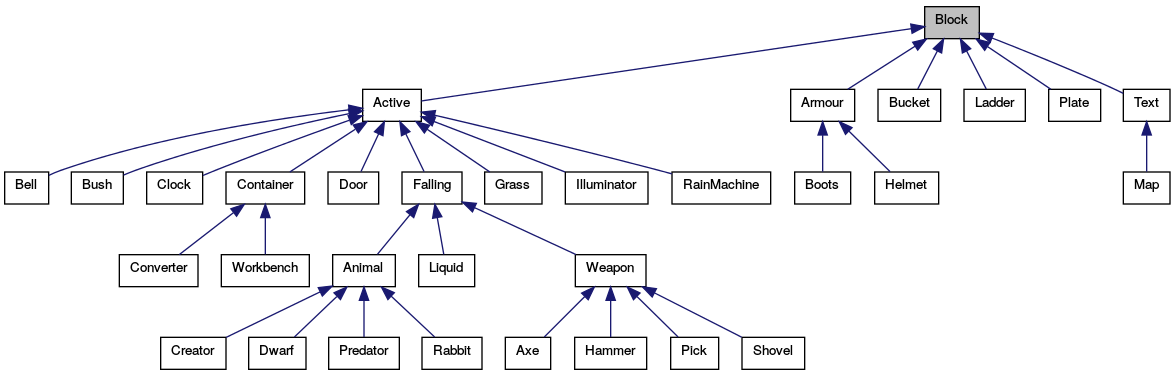 Block
Active
Armour
Bucket
Ladder
Plate
Text
Bell
Bush
Clock
Container
Door
Falling
Grass
Illuminator
RainMachine
Boots
Helmet
Map
Converter
Workbench
Animal
Liquid
Weapon
Creator
Dwarf
Predator
Rabbit
Axe
Hammer
Pick
Shovel